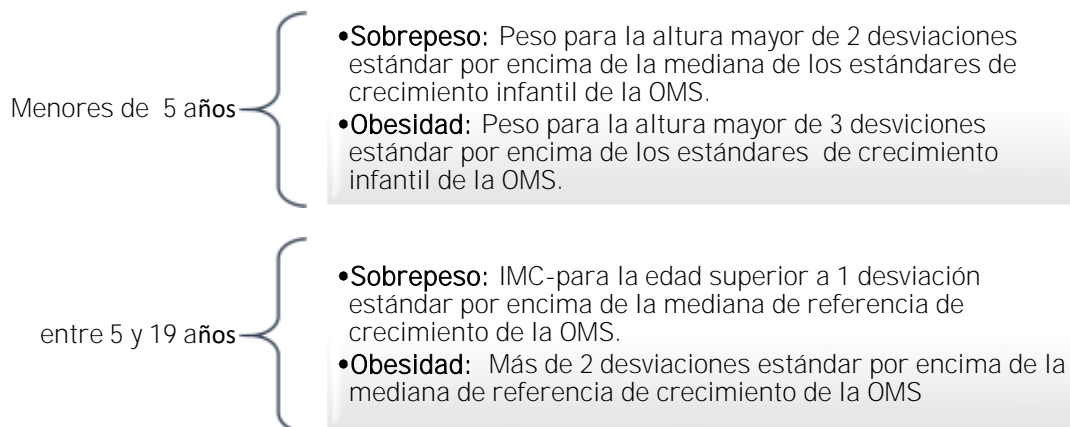 Menores de 5 años
•Sobrepeso: Peso para la altura mayor de 2 desviaciones
estándar por encima de la mediana de los estándares de
crecimiento infantil de la OMS.
•Obesidad: Peso para la altura mayor de 3 desviciones
estándar por encima de los estándares de crecimiento
infantil de la OMS.
entre 5 y 19 años
•Sobrepeso: IMC-para la edad superior a 1 desviación
estándar por encima de la mediana de referencia de
crecimiento de la OMS.
•Obesidad: Más de 2 desviaciones estándar por encima de la
mediana de referencia de crecimiento de la OMS